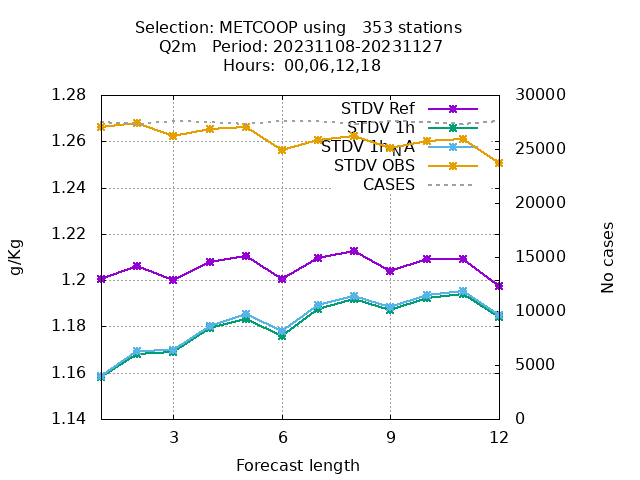 Selection: METCOOP using   353 stations
Q2m   Period: 20231108-20231127
Hours:  00,06,12,18
1.28
1.26
1.24
1.22
1.2
1.18
1.16
1.14
30000
25000
20000
15000
10000
5000
0
STDV Ref
STDV 1h
STDV 1h_NA
STDV OBS
CASES
g/Kg
No cases
3
6
9
12
Forecast length